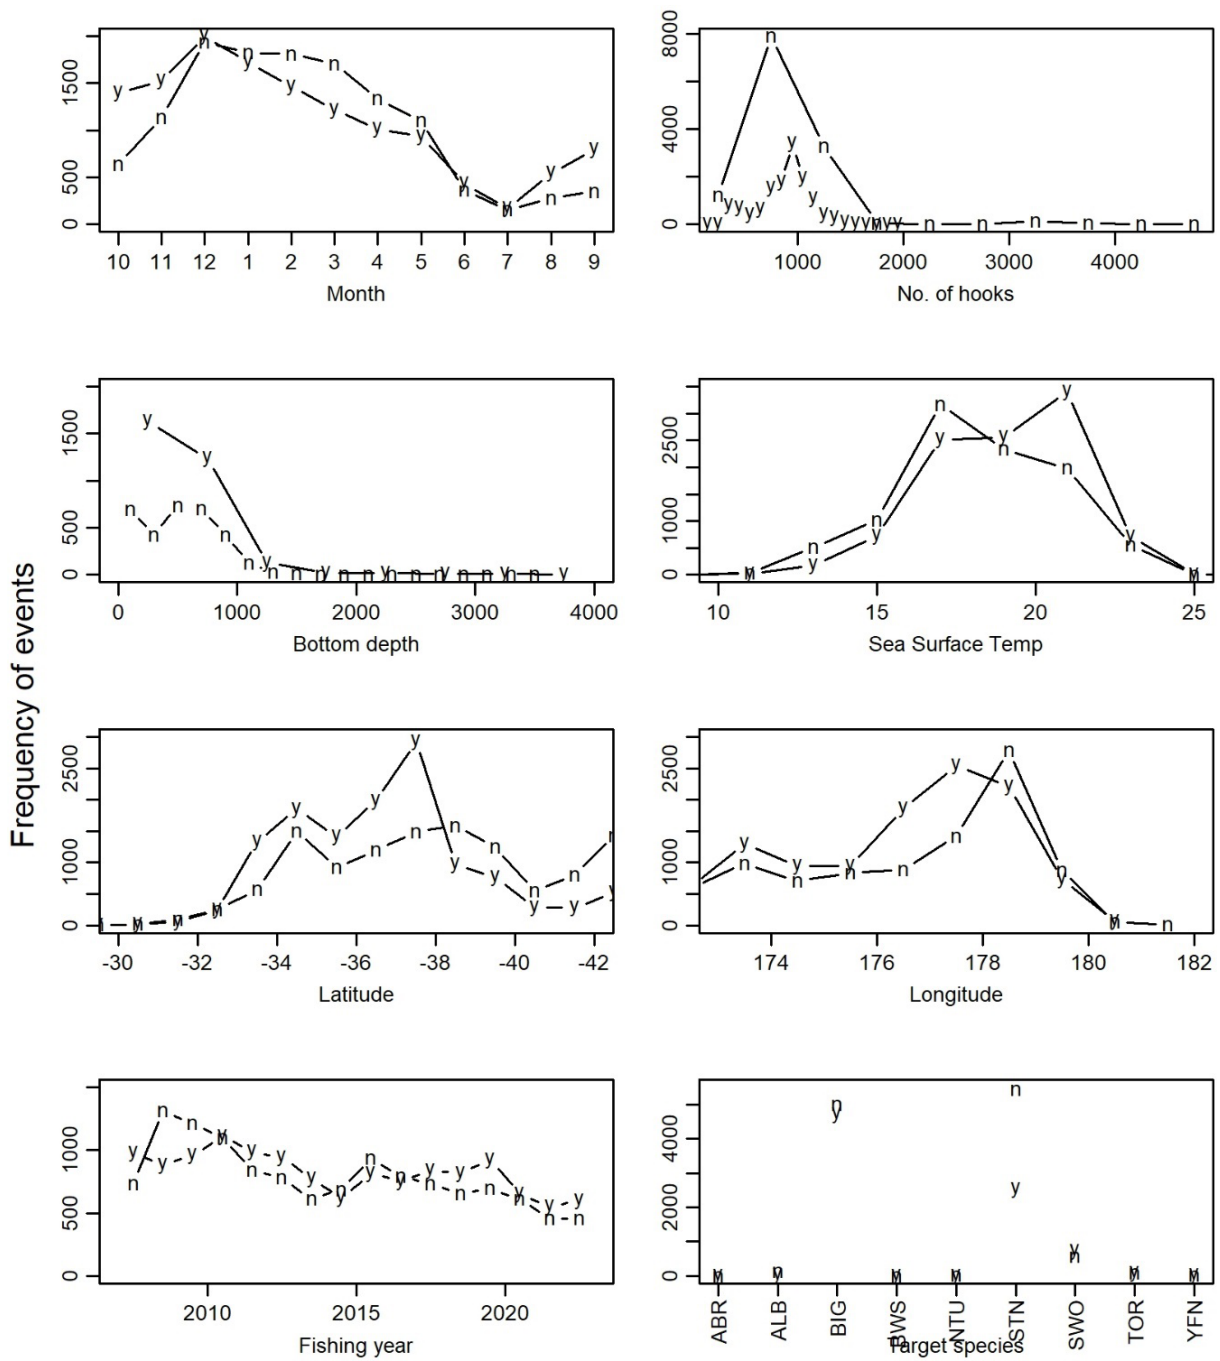 Frequency of events
0 500 1500
10 11 12 1 2 3 4 5 6 7 8 9
Month
0 4000 8000
1000 2000 3000 4000
No. of hooks
0 500 1500
0 1000 2000 3000 4000
Bottom depth
0 1000 2500
10 15 20 25
Sea Surface Temp
0 1000 2500
-30 -32 -34 -36 -38 -40 -42
Latitude
0 1000 2500
174 176 178 180 182
Longitude
0 500 1000
2010 2015 2020
Fishing year
0 2000 4000
ABR ALB BIG BWS NTU STN SWO TOR YFN
Target species